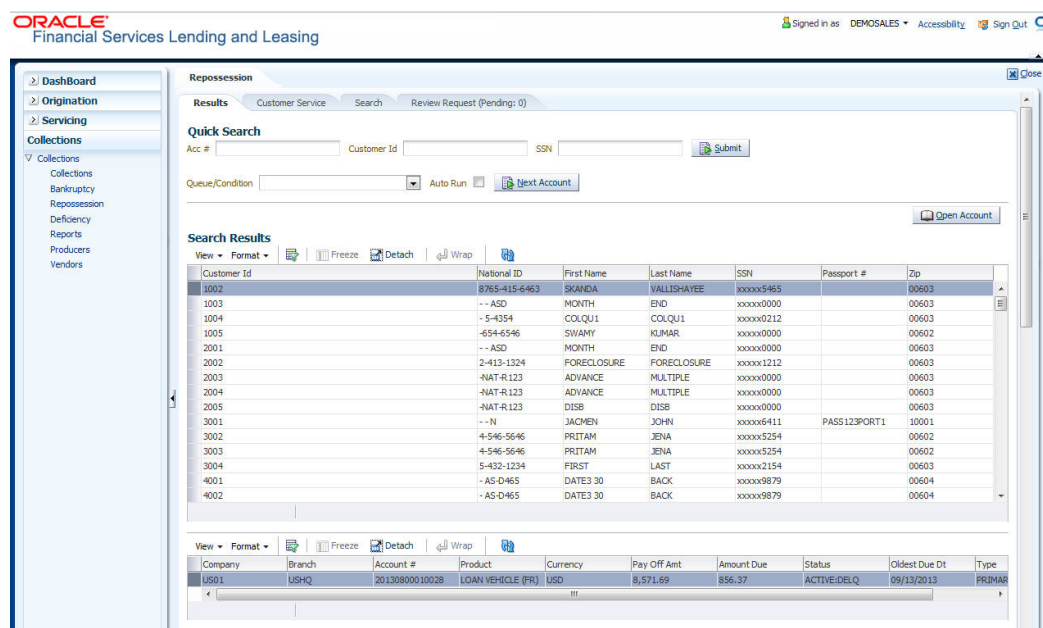 ORACLE
Financial Services Lending and Leasing
Signed in as DEMOSALES Accessibility Sign Out
DashBoard
Origination
Servicing
Collections
Collections
Collections
Bankruptcy
Repossession
Deficiency
Reports
Producers
Vendors
Repossession
Close
Results Customer Service Search Review Request (Pending: 0)
Quick Search
Acc # Customer Id SSN Submit
Queue/Condition Auto Run Next Account
Open Account
Search Results
View Format Freeze Detach Wrap
Customer Id National ID First Name Last Name SSN Passport # Zip
1002 8765-415-6463 SKANDA VALLISHAYEE xxxxx5465 00603
1003 - - ASD MONTH END xxxxx0000 00603
1004 - 5-4354 COLQU1 COLQU1 xxxxx0212 00603
1005 -654-6546 SWAMY KUMAR xxxxx0000 00602
2001 - - ASD MONTH END xxxxx0000 00603
2002 2-413-1324 FORECLOSURE FORECLOSURE xxxxx1212 00603
2003 -NAT-R123 ADVANCE MULTIPLE xxxxx0000 00603
2004 -NAT-R123 ADVANCE MULTIPLE xxxxx0000 00603
2005 -NAT-R123 DISB DISB xxxxx0000 00603
3001 - - N JACMEN JOHN xxxxx6411 PASS123PORT1 10001
3002 4-546-5646 PRITAM JENA xxxxx5254 00602
3003 4-546-5646 PRITAM JENA xxxxx5254 00602
3004 5-432-1234 FIRST LAST xxxxx2154 00603
4001 - AS-D465 DATE3 30 BACK xxxxx9879 00604
4002 - AS-D465 DATE3 30 BACK xxxxx9879 00604
View Format Freeze Detach Wrap
Company Branch Account # Product Currency Pay Off Amt Amount Due Status Oldest Due Dt Type
US01 USHQ 20130800010028 LOAN VEHICLE (FR) USD 8,571.69 856.37 ACTIVE:DELQ 09/13/2013 PRIMAR